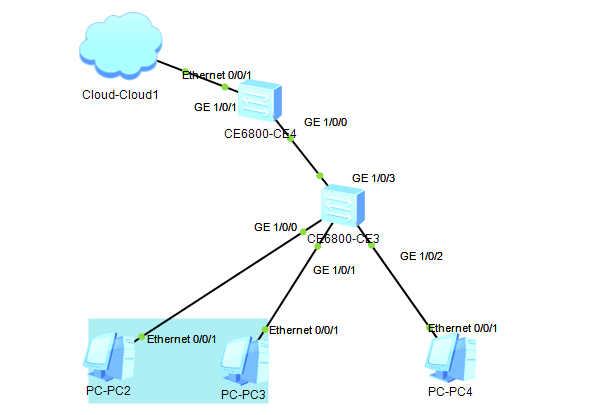 Ethernet 0/0/1
Cloud-Cloud1
GE 1/0/1
GE 1/0/0
CE6800-CE4
GE 1/0/3
GE 1/0/0
CE6800-CE3
GE 1/0/1
GE 1/0/2
Ethernet 0/0/1
Ethernet 0/0/1
Ethernet 0/0/1
PC-PC2
PC-PC3
PC-PC4